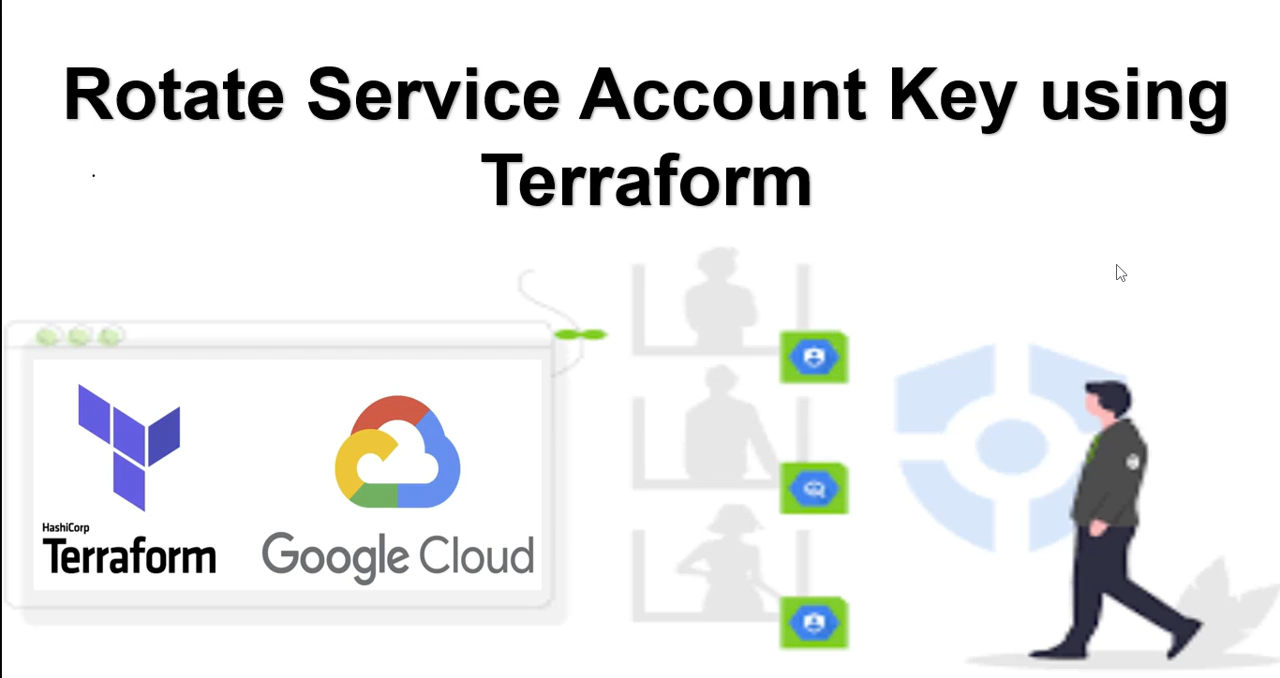 Rotate Service Account Key using
Terraform
HashiCorp
Terraform
Google Cloud